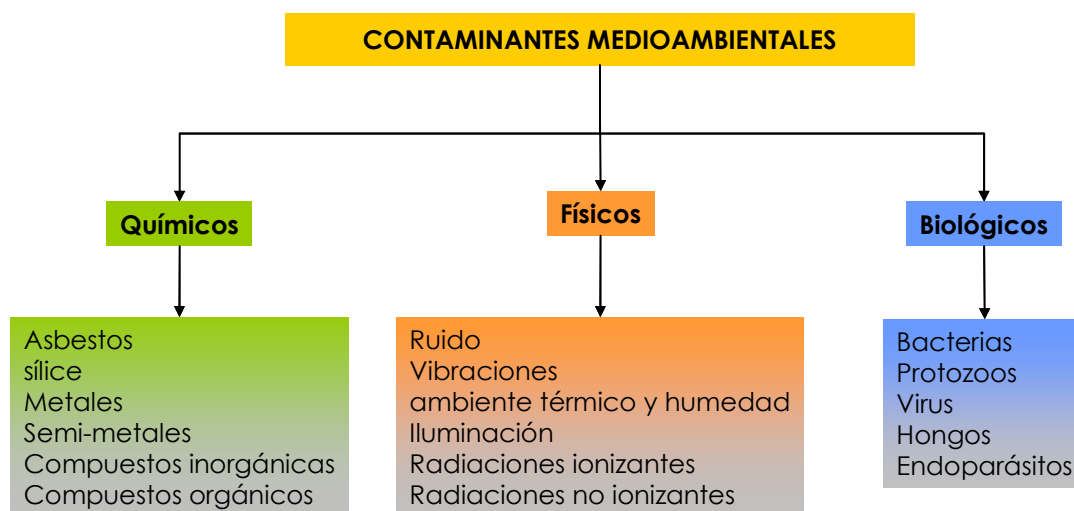 CONTAMINANTES MEDIOAMBIENTALES
Químicos
Físicos
Biológicos
Asbestos
sílice
Metales
Semi-metales
Compuestos inorgánicas
Compuestos orgánicos
Ruido
Vibraciones
ambiente térmico y humedad
Iluminación
Radiaciones ionizantes
Radiaciones no ionizantes
Bacterias
Protozoos
Virus
Hongos
Endoparásitos